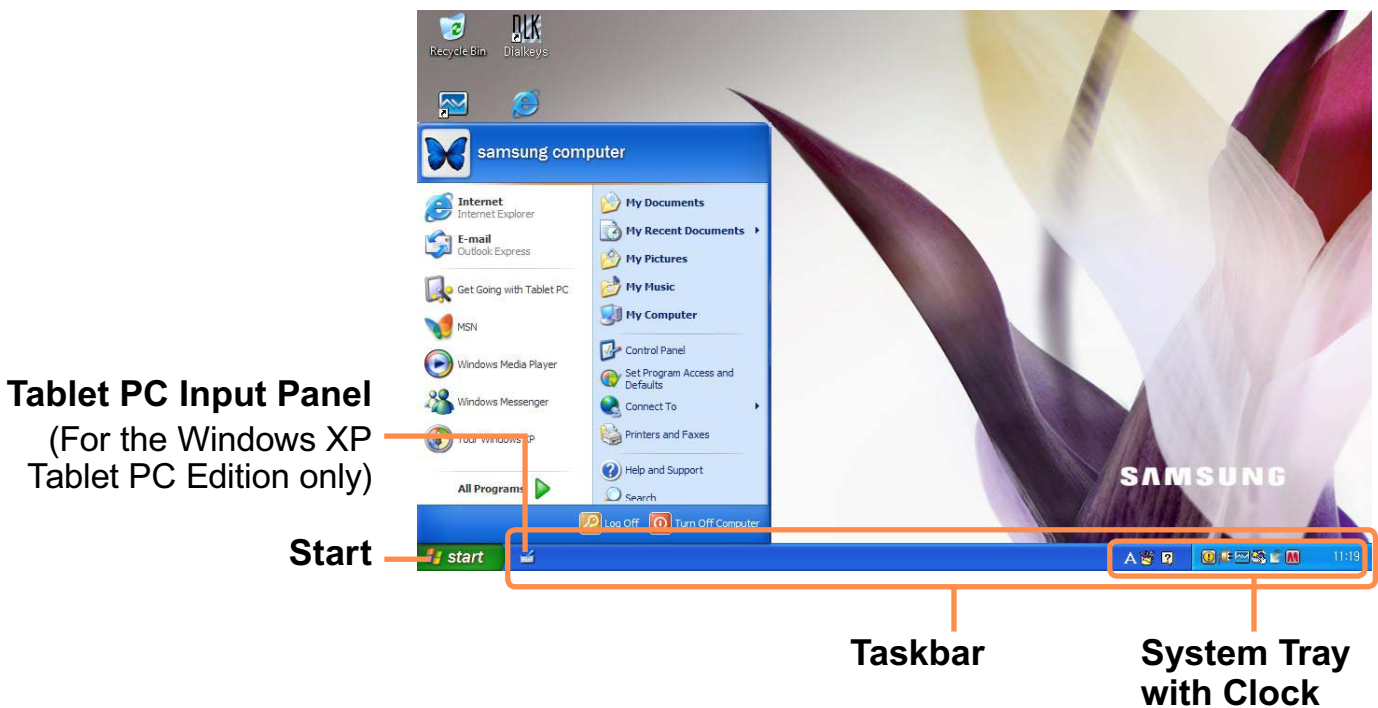 Recycle Bin
DLK
Dialkeys
samsung computer
Internet
Internet Explorer
E-mail
Outlook Express
Get Going with Tablet PC
MSN
Windows Media Player
Windows Messenger
Tour Windows XP
All Programs
My Documents
My Recent Documents
My Pictures
My Music
My Computer
Control Panel
Set Program Access and
Defaults
Connect To
Printers and Faxes
Help and Support
Search
Log Off
Turn Off Computer
SAMSUNG
Tablet PC Input Panel
(For the Windows XP
Tablet PC Edition only)
Start
start
A
11:19
Taskbar
System Tray
with Clock